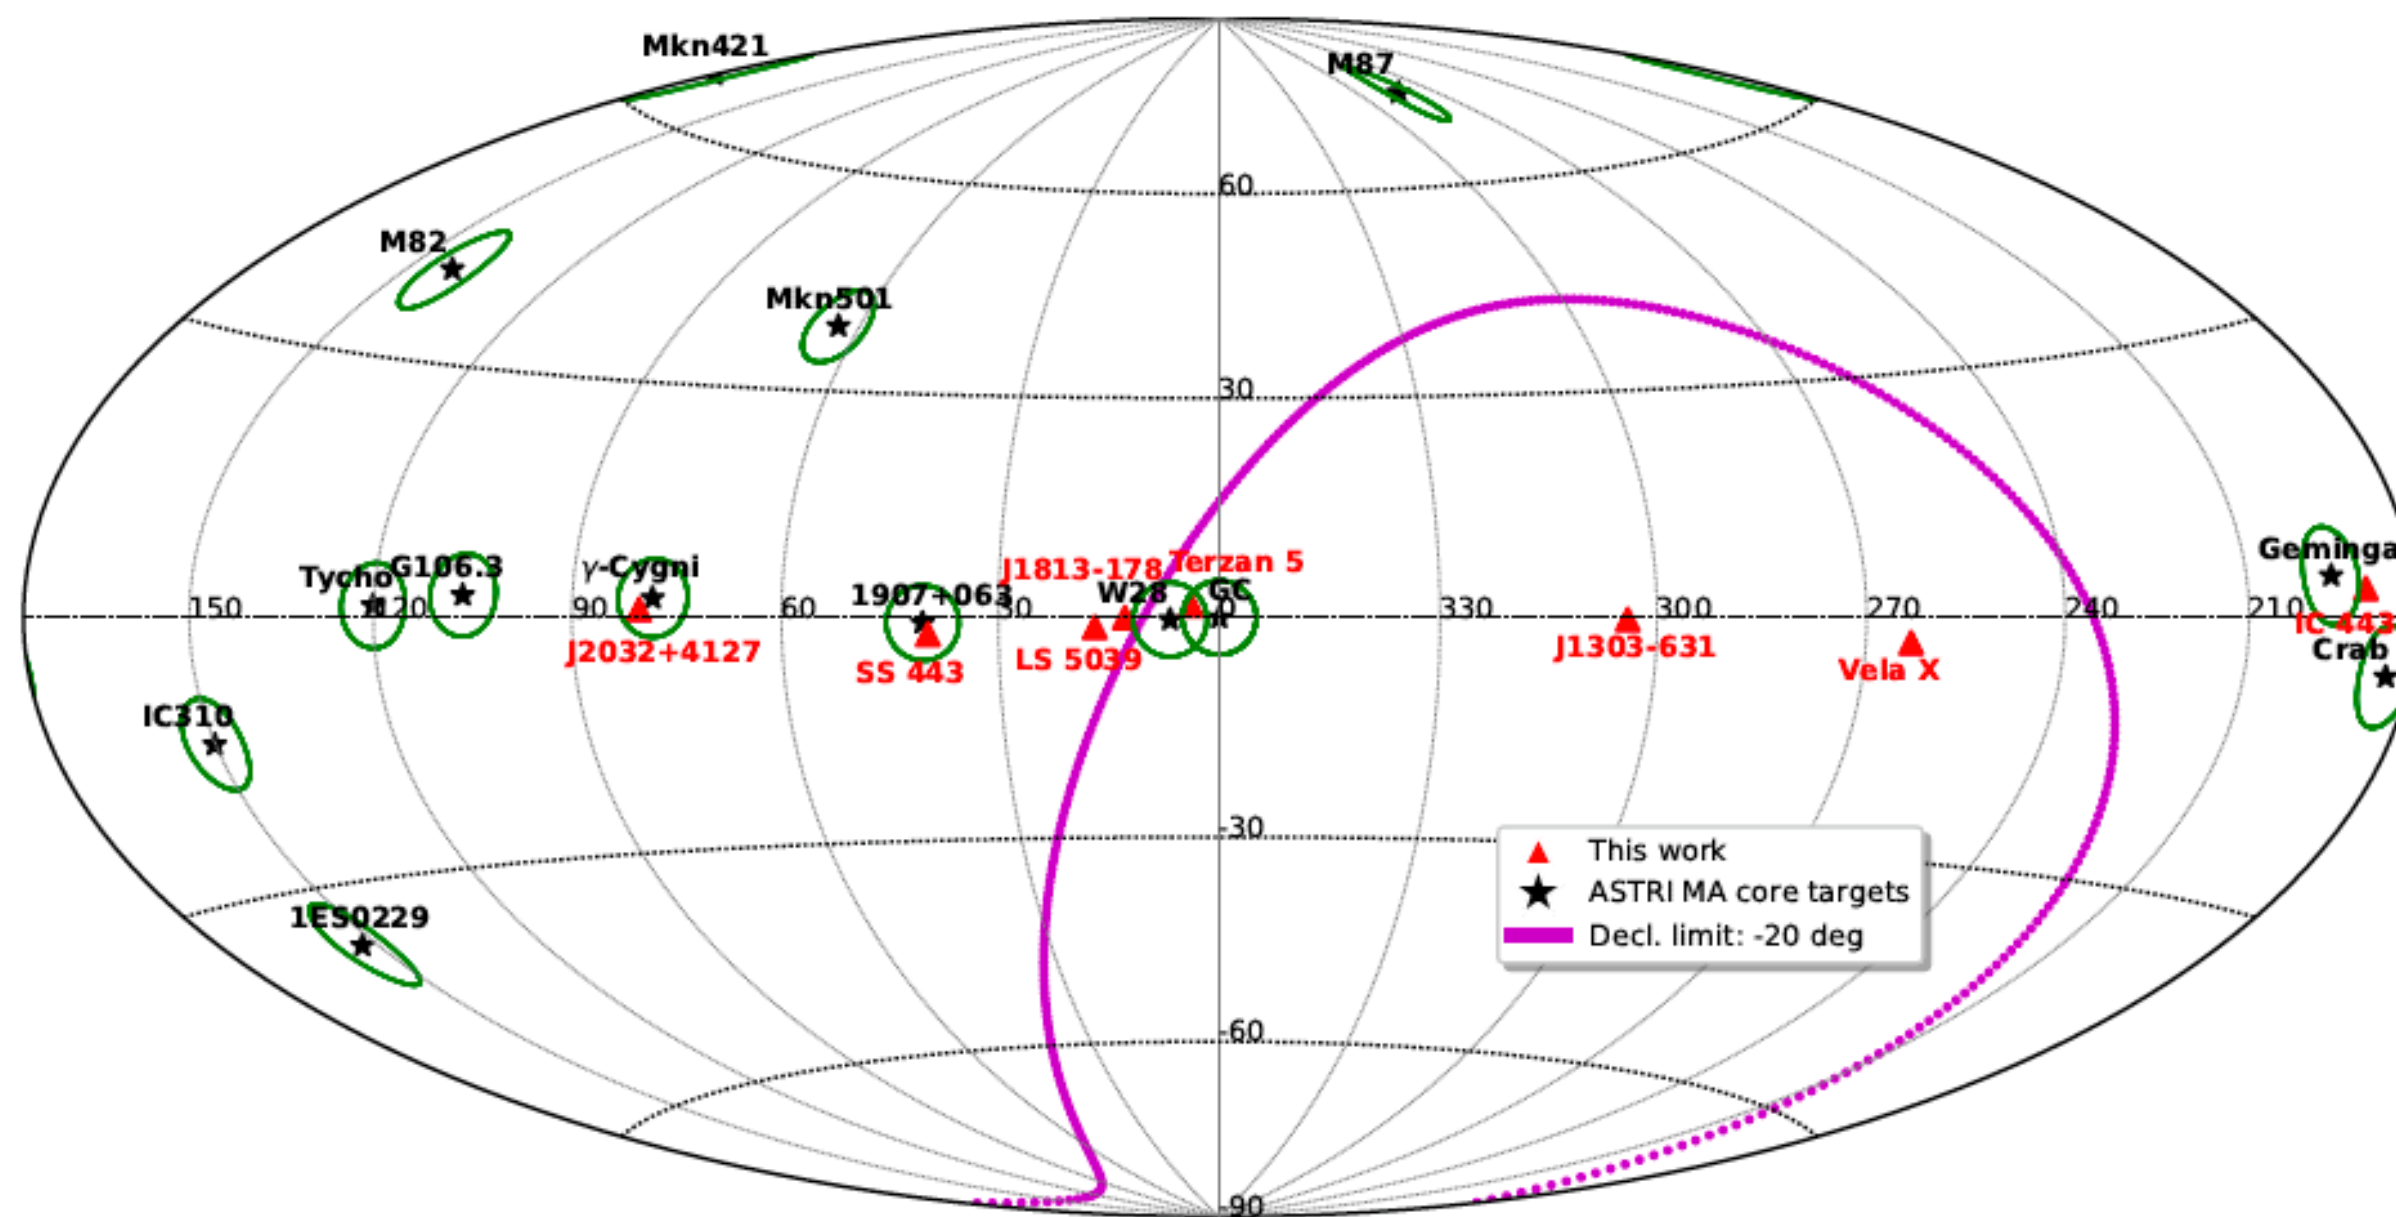 Mkn421
M87
60
M82
Mkn501
30
Tycho
G106.3
γ-Cygni
1907+063
J1813-178
Terzan 5
W28
GC
Geminga
150
120
90
60
30
0
330
300
270
240
210
J2032+4127
SS 443
LS 5039
J1303-631
Vela X
IC 443
Crab
IC310
-30
1ES0229
-60
-90
This work
ASTRI MA core targets
Decl. limit: -20 deg